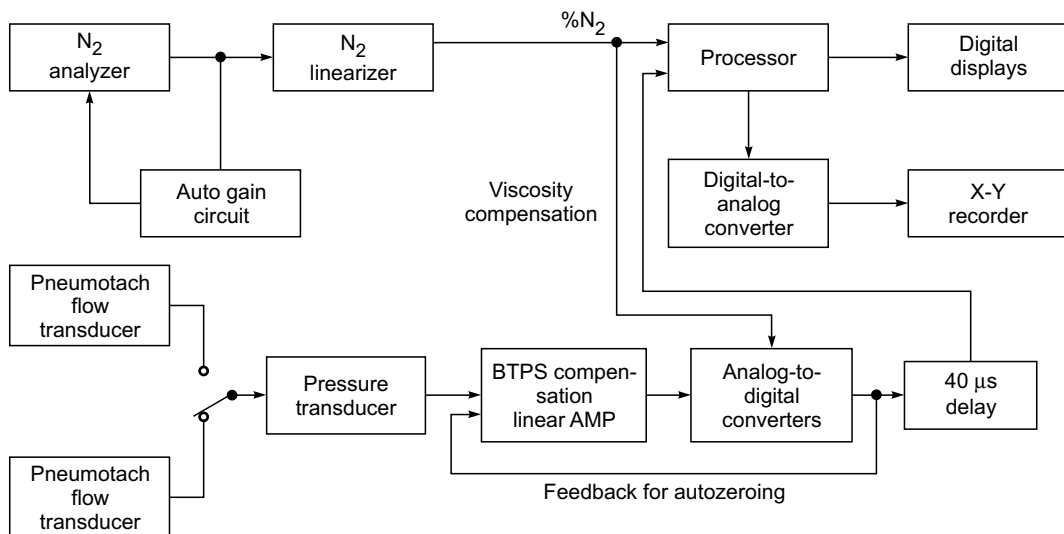 N2
analyzer
N2
linearizer
%N2
Processor
Digital
displays
Auto gain
circuit
Viscosity
compensation
Digital-to-
analog
converter
X-Y
recorder
Pneumotach
flow
transducer
Pressure
transducer
BTPS compen-
sation
linear AMP
Analog-to-
digital
converters
40 μs
delay
Pneumotach
flow
transducer
Feedback for autozeroing